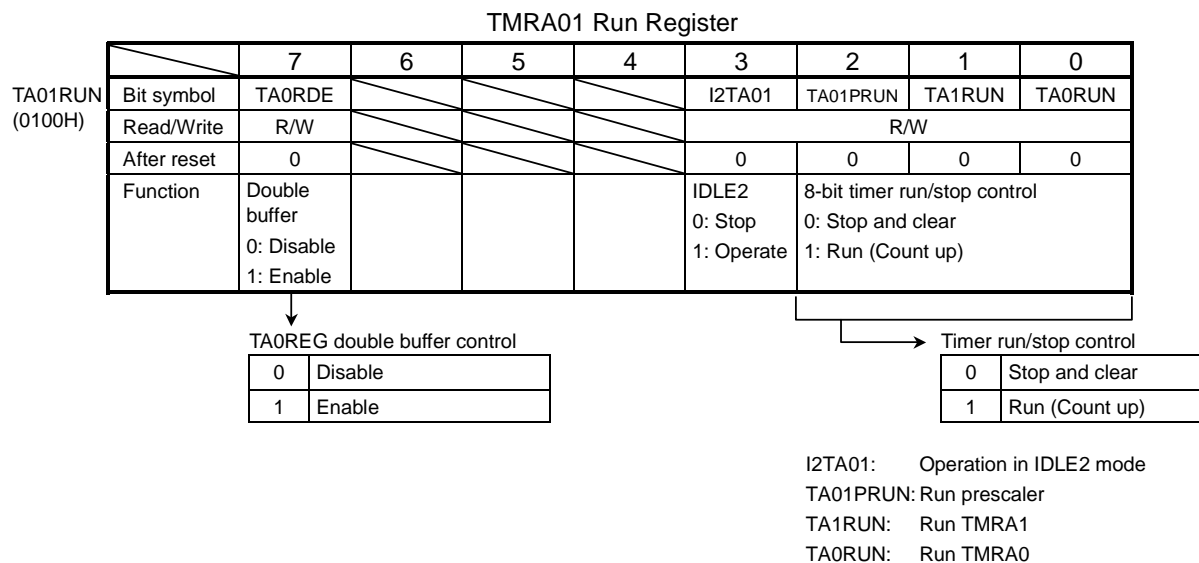 TMRA01 Run Register
7 6 5 4 3 2 1 0
TA01RUN Bit symbol TA0RDE I2TA01 TA01PRUN TA1RUN TA0RUN
(0100H) Read/Write R/W R/W
After reset 0 0 0 0 0
Function Double IDLE2 8-bit timer run/stop control
buffer 0: Stop 0: Stop and clear
0: Disable 1: Operate 1: Run (Count up)
1: Enable
TA0REG double buffer control Timer run/stop control
0 Disable 0 Stop and clear
1 Enable 1 Run (Count up)
I2TA01: Operation in IDLE2 mode
TA01PRUN: Run prescaler
TA1RUN: Run TMRA1
TA0RUN: Run TMRA0